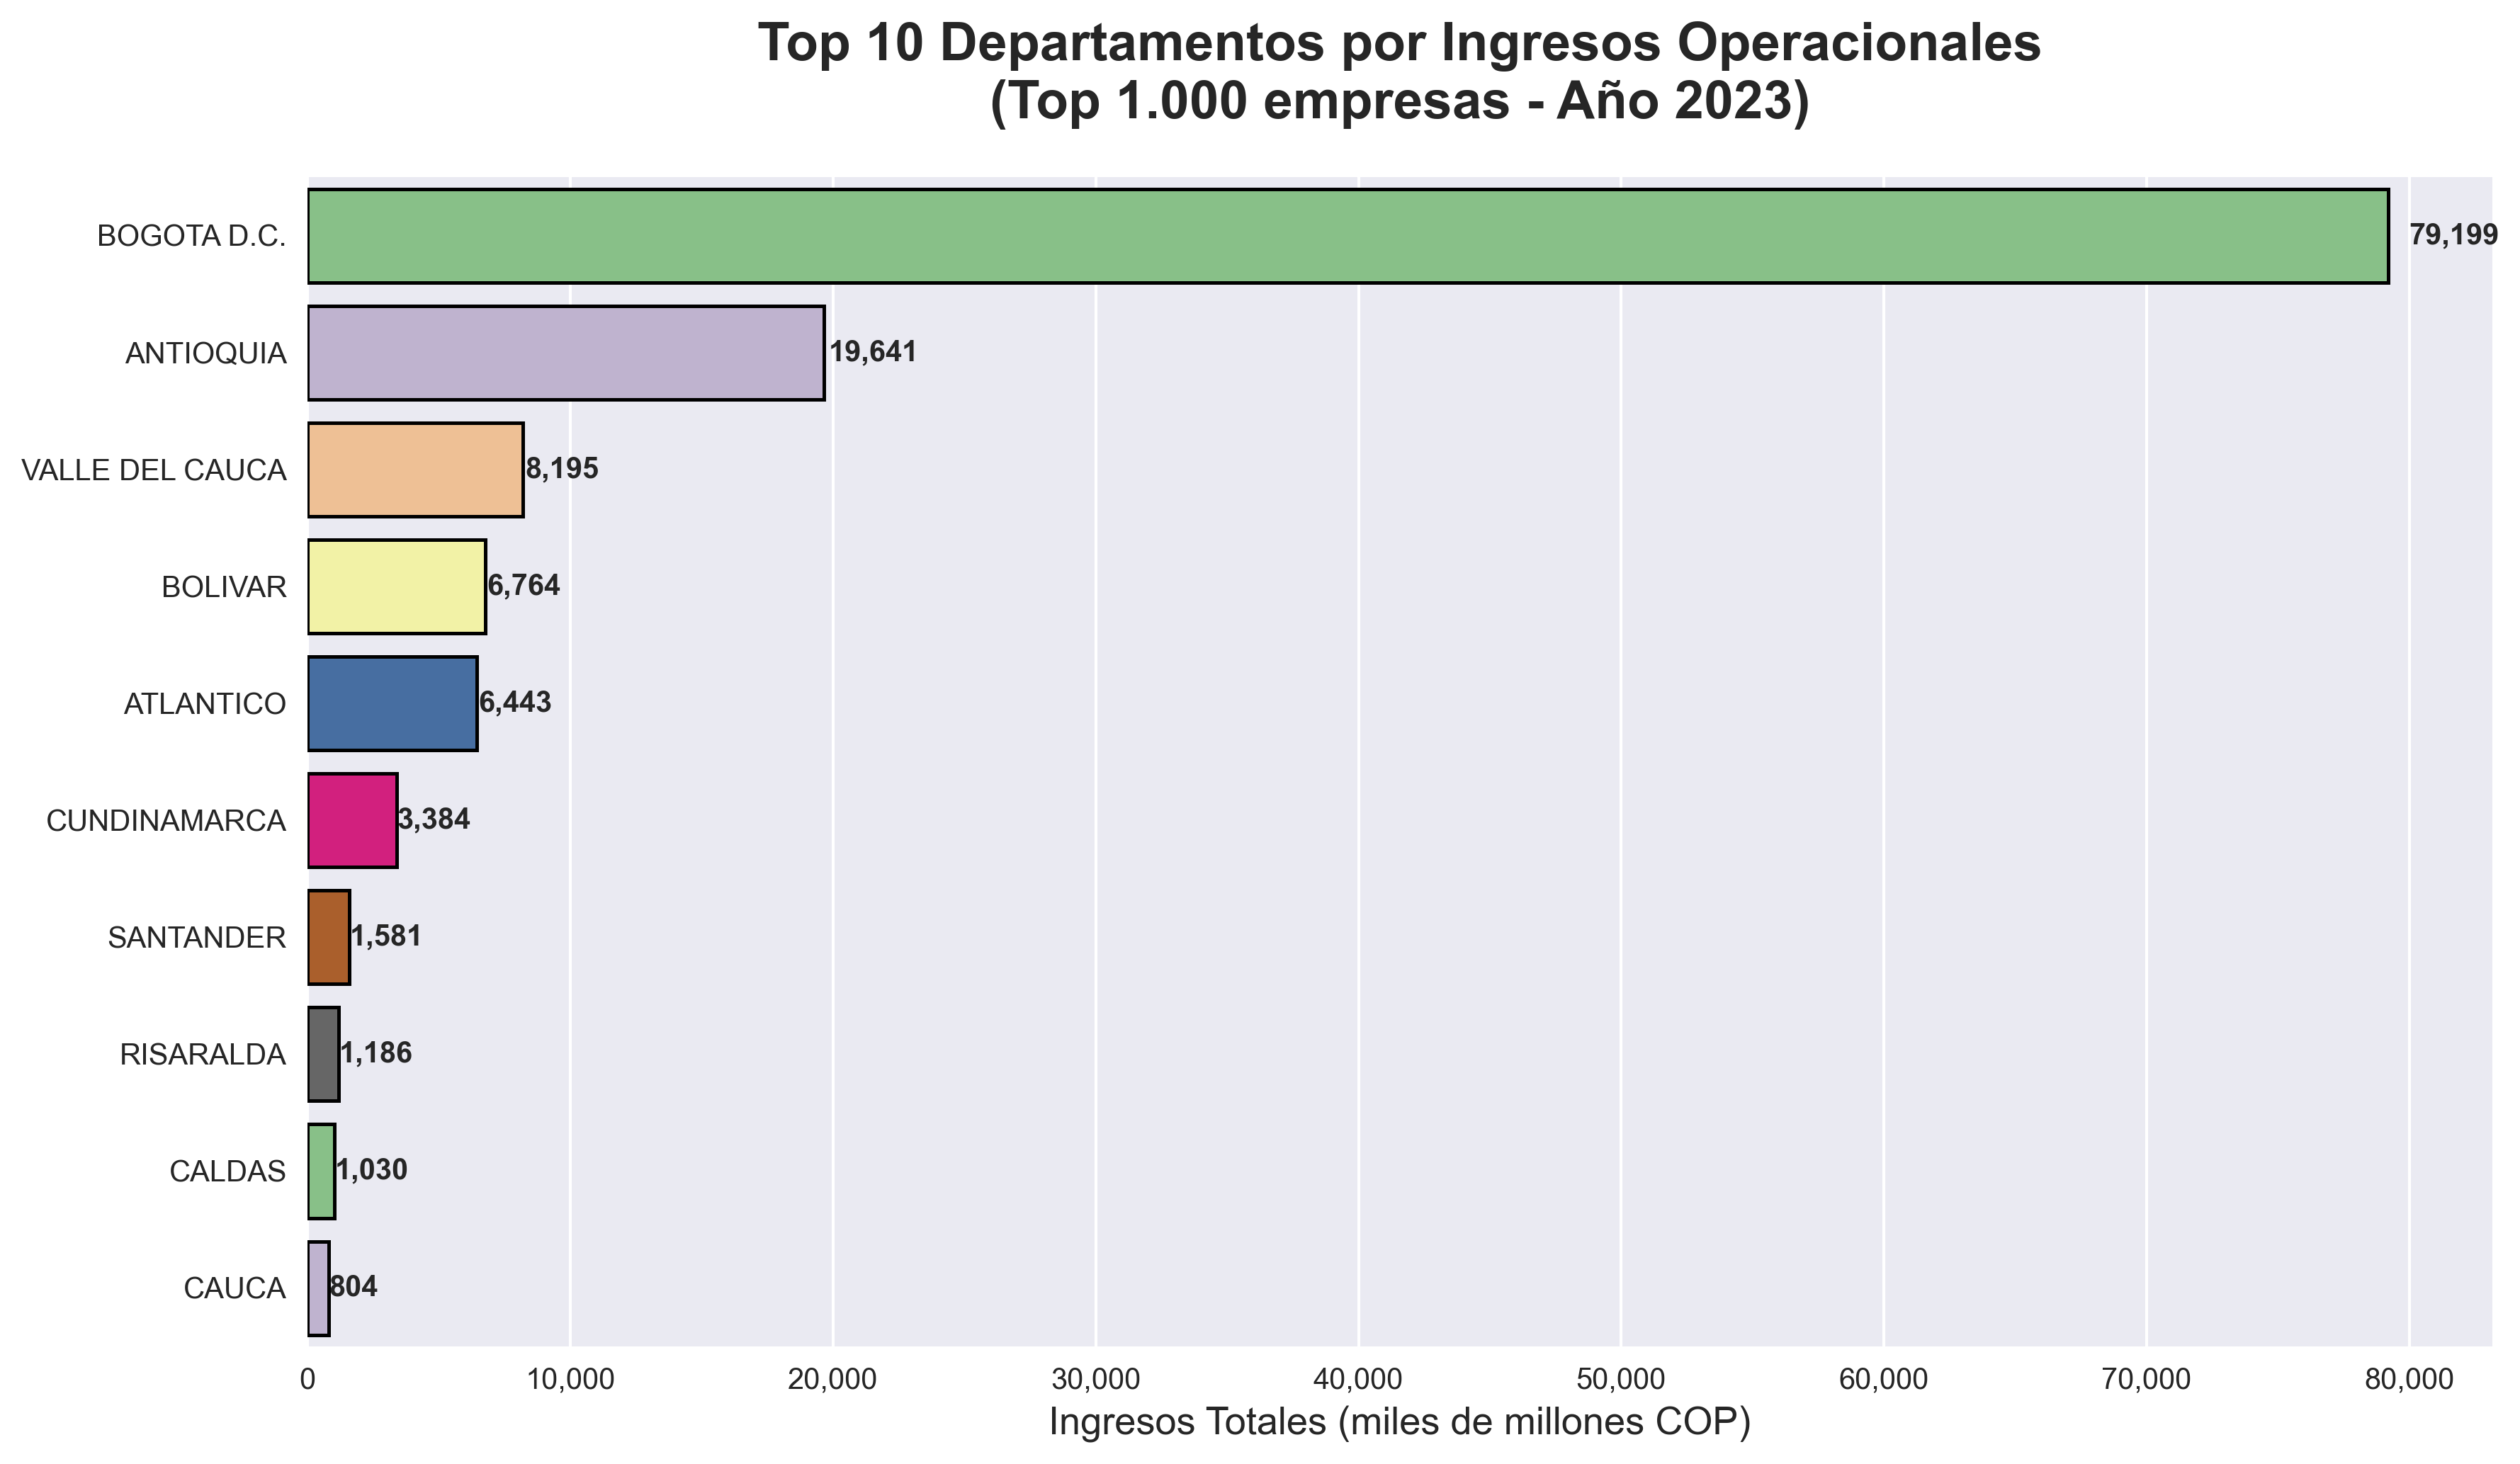 Top 10 Departamentos por Ingresos Operacionales
(Top 1.000 empresas - Año 2023)
BOGOTA D.C.
79,199
ANTIOQUIA
19,641
VALLE DEL CAUCA
8,195
BOLIVAR
6,764
ATLANTICO
6,443
CUNDINAMARCA
3,384
SANTANDER
1,581
RISARALDA
1,186
CALDAS
1,030
CAUCA
804
0 10,000 20,000 30,000 40,000 50,000 60,000 70,000 80,000
Ingresos Totales (miles de millones COP)